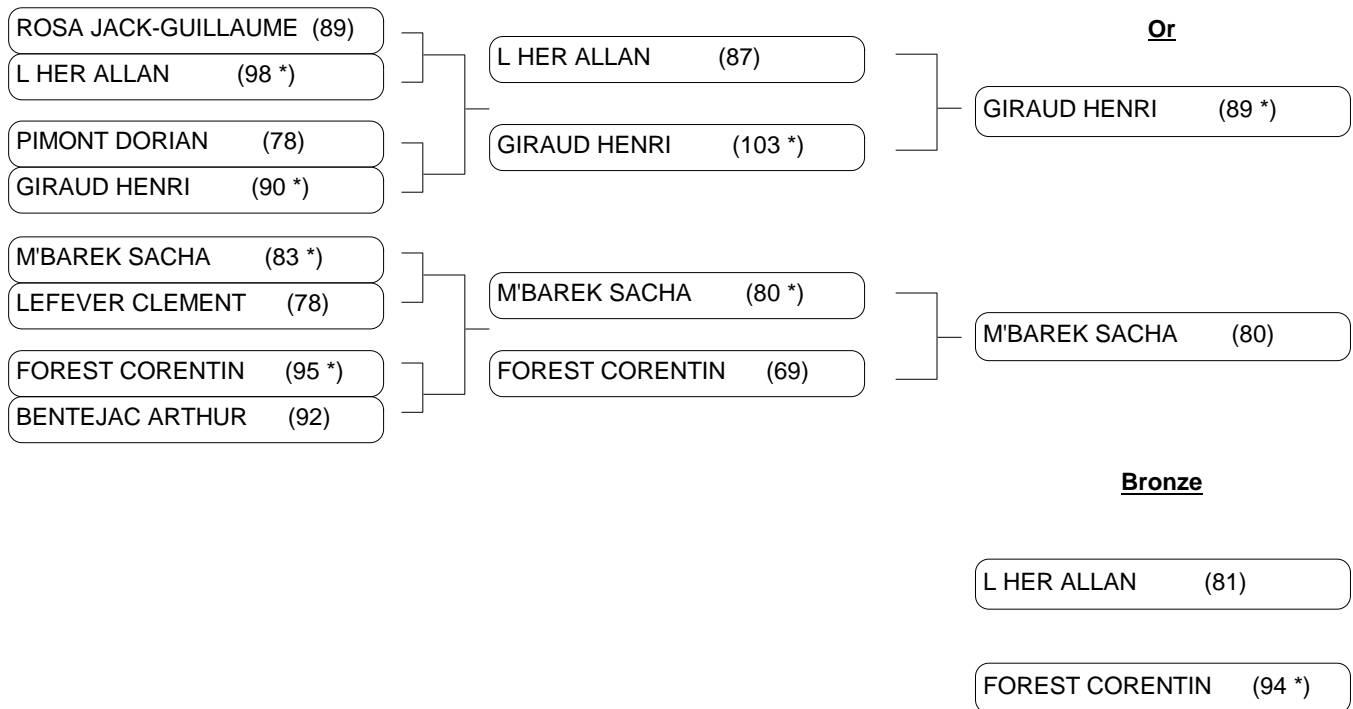 ROSA JACK-GUILLAUME (89)
L HER ALLAN (98 *)
PIMONT DORIAN (78)
GIRAUD HENRI (90 *)
M'BAREK SACHA (83 *)
LEFEVER CLEMENT (78)
FOREST CORENTIN (95 *)
BENTEJAC ARTHUR (92)
L HER ALLAN (87)
GIRAUD HENRI (103 *)
M'BAREK SACHA (80 *)
FOREST CORENTIN (69)
Or
GIRAUD HENRI (89 *)
M'BAREK SACHA (80)
Bronze
L HER ALLAN (81)
FOREST CORENTIN (94 *)